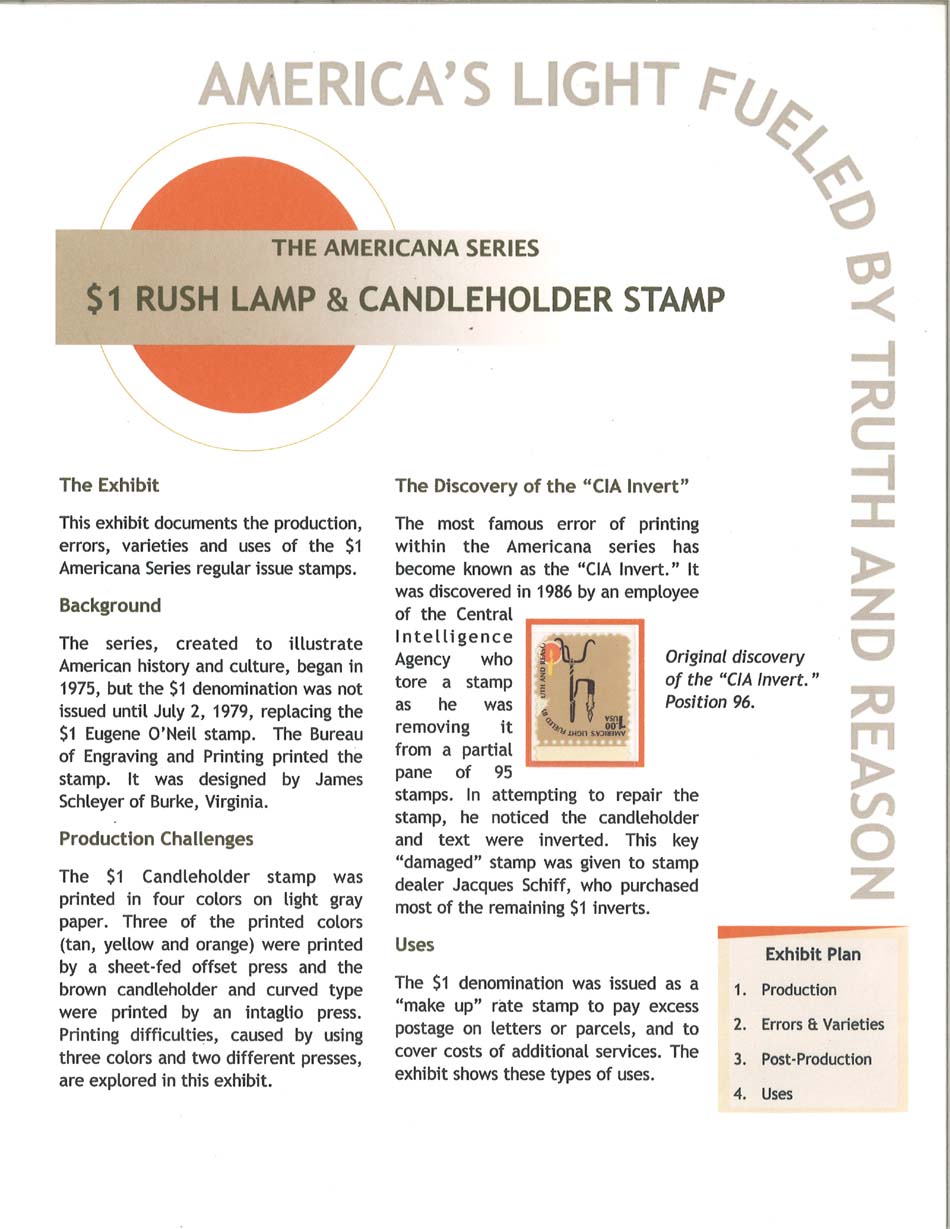 AMERICA'S LIGHT FUELED BY TRUTH AND REASON
THE AMERICANA SERIES
$1 RUSH LAMP & CANDLEHOLDER STAMP
The Exhibit
This exhibit documents the production,
errors, varieties and uses of the $1
Americana Series regular issue stamps.
Background
The series, created to illustrate
American history and culture, began in
1975, but the $1 denomination was not
issued until July 2, 1979, replacing the
$1 Eugene O'Neil stamp. The Bureau
of Engraving and Printing printed the
stamp. It was designed by James
Schleyer of Burke, Virginia.
Production Challenges
The $1 Candleholder stamp was
printed in four colors on light gray
paper. Three of the printed colors
(tan, yellow and orange) were printed
by a sheet-fed offset press and the
brown candleholder and curved type
were printed by an intaglio press.
Printing difficulties, caused by using
three colors and two different presses,
are explored in this exhibit.
The Discovery of the “CIA Invert”
The most famous error of printing
within the Americana series has
become known as the “CIA Invert.” It
was discovered in 1986 by an employee
of the Central
Intelligence
Agency who
tore a stamp
as he was
removing it
from a partial
pane of 95
stamps. In attempting to repair the
stamp, he noticed the candleholder
and text were inverted. This key
“damaged” stamp was given to stamp
dealer Jacques Schiff, who purchased
most of the remaining $1 inverts.
AMERICA'S LIGHT FUELED BY
UTH AND REASO
USA
1.00
Original discovery
of the “CIA Invert.”
Position 96.
Uses
The $1 denomination was issued as a
“make up” rate stamp to pay excess
postage on letters or parcels, and to
cover costs of additional services. The
exhibit shows these types of uses.
Exhibit Plan
1. Production
2. Errors & Varieties
3. Post-Production
4. Uses